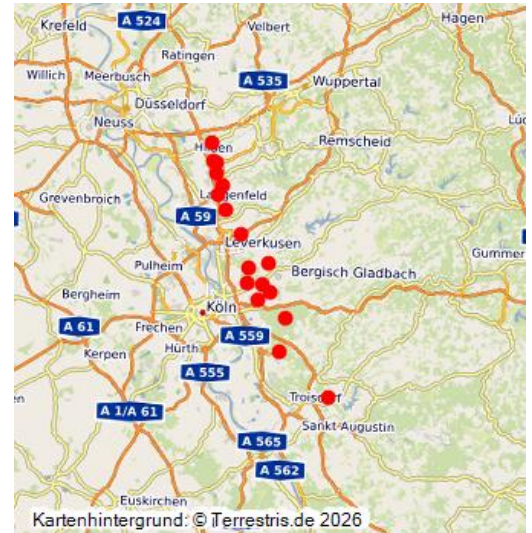 Krefeld
A 524
Velbert
Hagen
Ratingen
Willich
Meerbusch
A 535
Wuppertal
Düsseldorf
Neuss
Remscheid
Grevenbroich
A 59
Leverkusen
Pulheim
Bergisch Gladbach
Gummer
Bergheim
Köln
A 61
Frechen
A 559
Kerpen
Hürth
A 555
A 1/A 61
Troisdorf
Sankt Augustin
A 565
A 562
Euskirchen
Kartenhintergrund: © Terrestris.de 2026